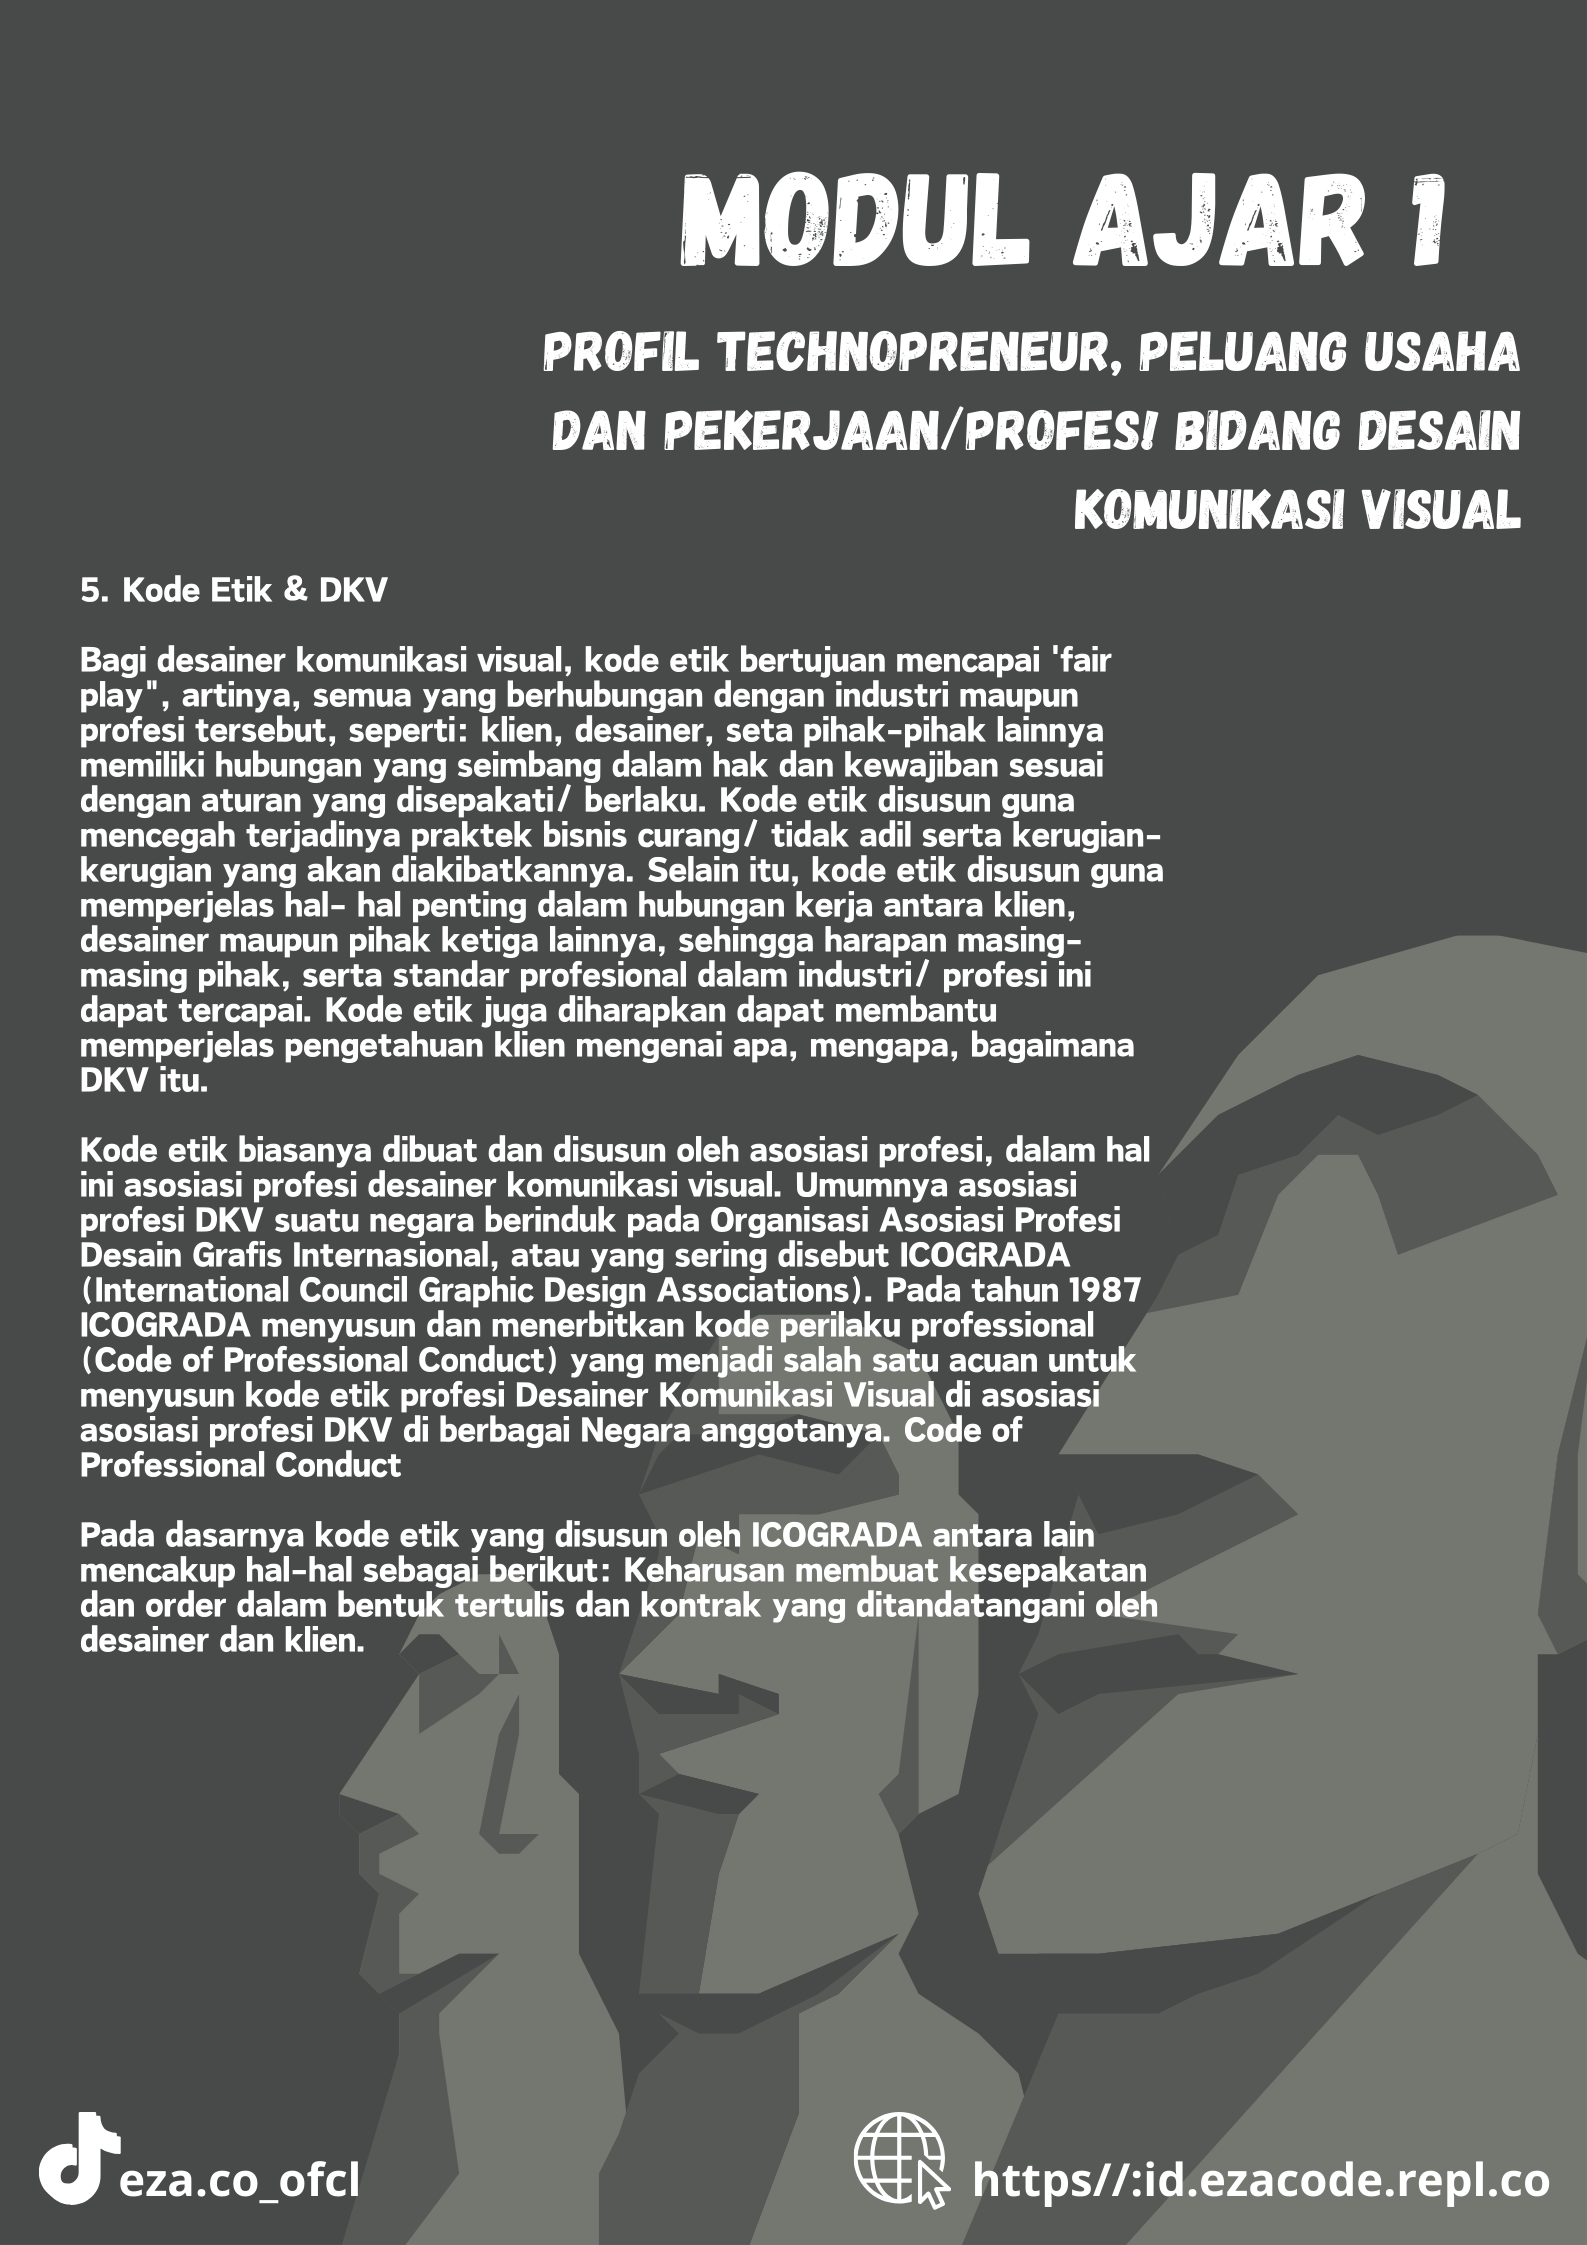 MODUL AJAR 1
PROFIL TECHNOPRENEUR, PELUANG USAHA
DAN PEKERJAAN/PROFES! BIDANG DESAIN
KOMUNIKASI VISUAL
5. Kode Etik & DKV
Bagi desainer komunikasi visual, kode etik bertujuan mencapai 'fair
play", artinya, semua yang berhubungan dengan industri maupun
profesi tersebut, seperti: klien, desainer, seta pihak-pihak lainnya
memiliki hubungan yang seimbang dalam hak dan kewajiban sesuai
dengan aturan yang disepakati/ berlaku. Kode etik disusun guna
mencegah terjadinya praktek bisnis curang/ tidak adil serta kerugian-
kerugian yang akan diakibatkannya. Selain itu, kode etik disusun guna
memperjelas hal- hal penting dalam hubungan kerja antara klien,
desainer maupun pihak ketiga lainnya, sehingga harapan masing-
masing pihak, serta standar profesional dalam industri/ profesi ini
dapat tercapai. Kode etik juga diharapkan dapat membantu
memperjelas pengetahuan klien mengenai apa, mengapa, bagaimana
DKV itu.
Kode etik biasanya dibuat dan disusun oleh asosiasi profesi, dalam hal
ini asosiasi profesi desainer komunikasi visual. Umumnya asosiasi
profesi DKV suatu negara berinduk pada Organisasi Asosiasi Profesi
Desain Grafis Internasional, atau yang sering disebut ICOGRADA
(International Council Graphic Design Associations). Pada tahun 1987
ICOGRADA menyusun dan menerbitkan kode perilaku professional
(Code of Professional Conduct) yang menjadi salah satu acuan untuk
menyusun kode etik profesi Desainer Komunikasi Visual di asosiasi
asosiasi profesi DKV di berbagai Negara anggotanya. Code of
Professional Conduct
Pada dasarnya kode etik yang disusun oleh ICOGRADA antara lain
mencakup hal-hal sebagai berikut: Keharusan membuat kesepakatan
dan order dalam bentuk tertulis dan kontrak yang ditandatangani oleh
desainer dan klien.
eza.co_ofcl
https//:id.ezacode.repl.co